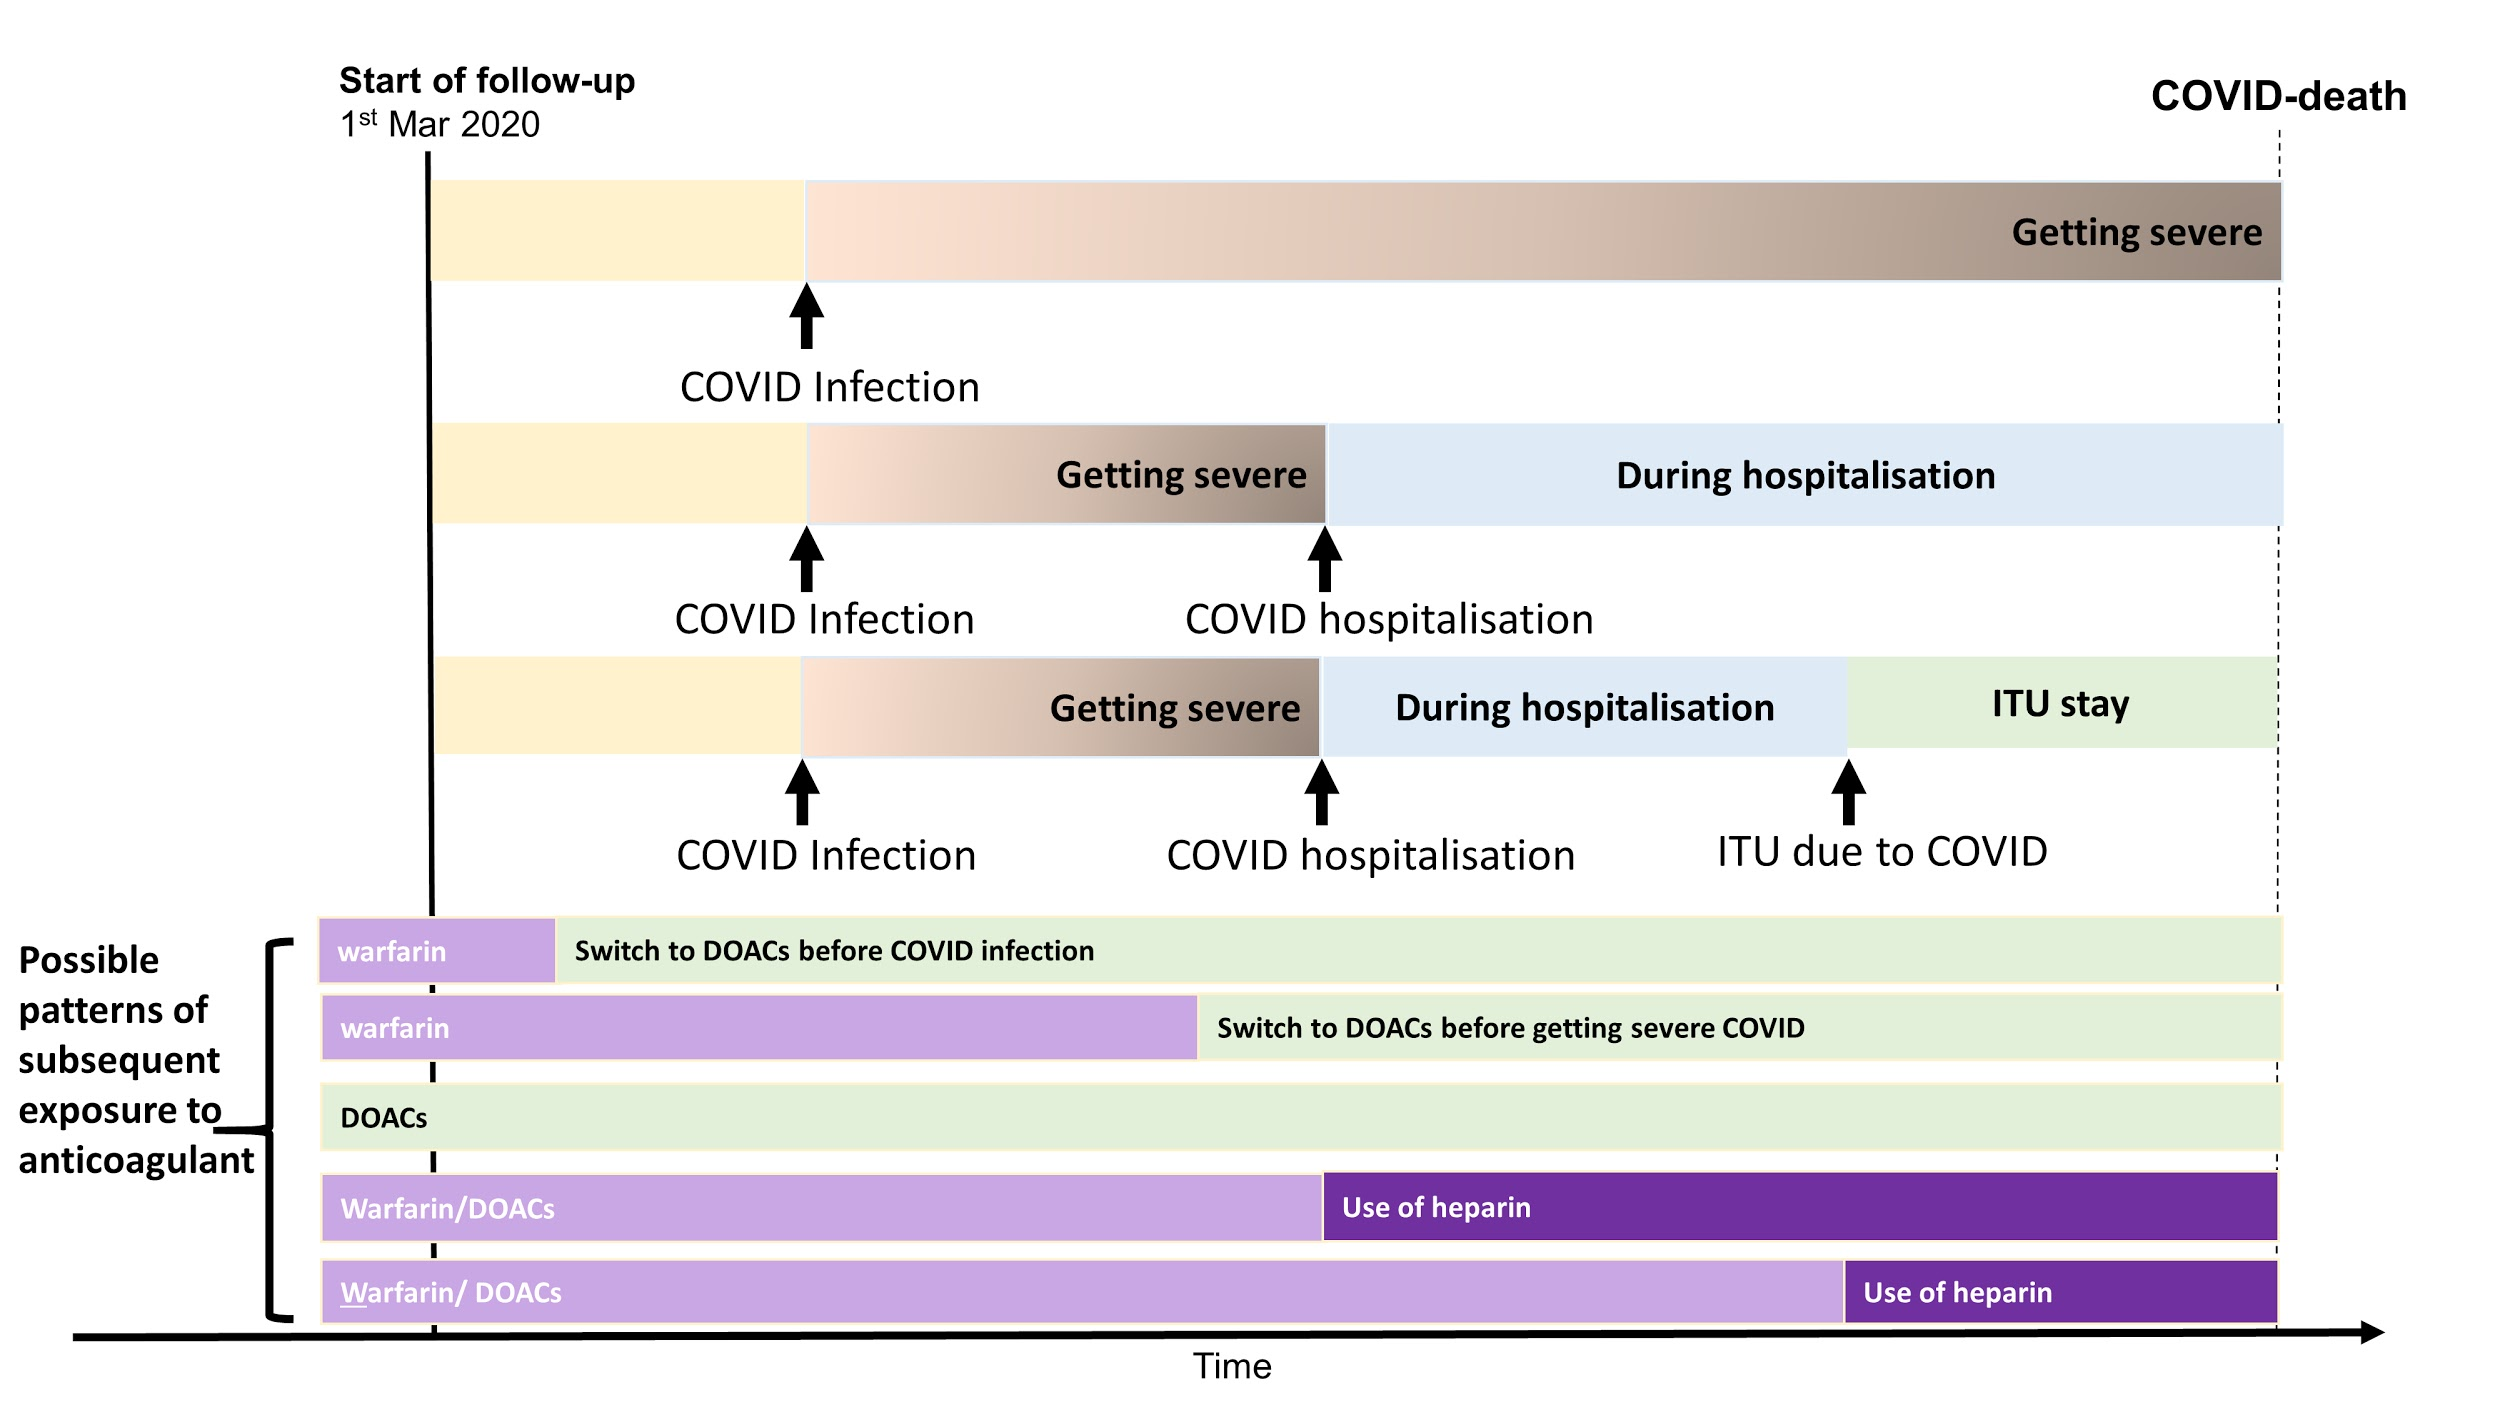 Start of follow-up
1st Mar 2020
COVID-death
Getting severe
COVID Infection
Getting severe
During hospitalisation
COVID Infection
COVID hospitalisation
Getting severe
During hospitalisation
ITU stay
COVID Infection
COVID hospitalisation
ITU due to COVID
Possible
patterns of
subsequent
exposure to
anticoagulant
warfarin
Switch to DOACs before COVID infection
warfarin
Switch to DOACs before getting severe COVID
DOACs
Warfarin/DOACs
Use of heparin
Warfarin/ DOACs
Use of heparin
Time